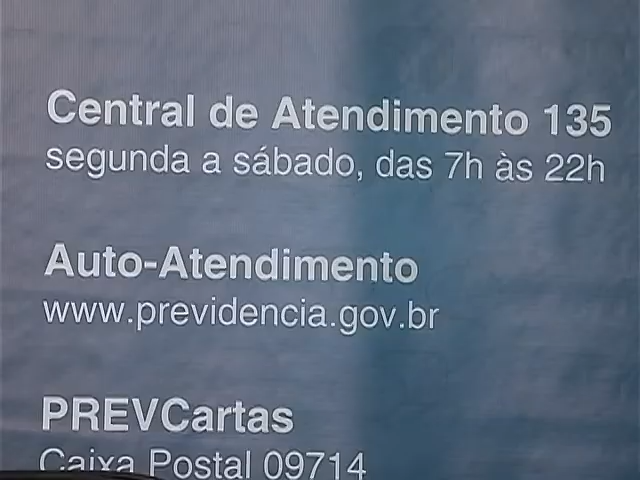 Central de Atendimento 135
segunda a sábado, das 7h às 22h
Auto-Atendimento
www.previdencia.gov.br
PREVCartas
Caixa Postal 09714